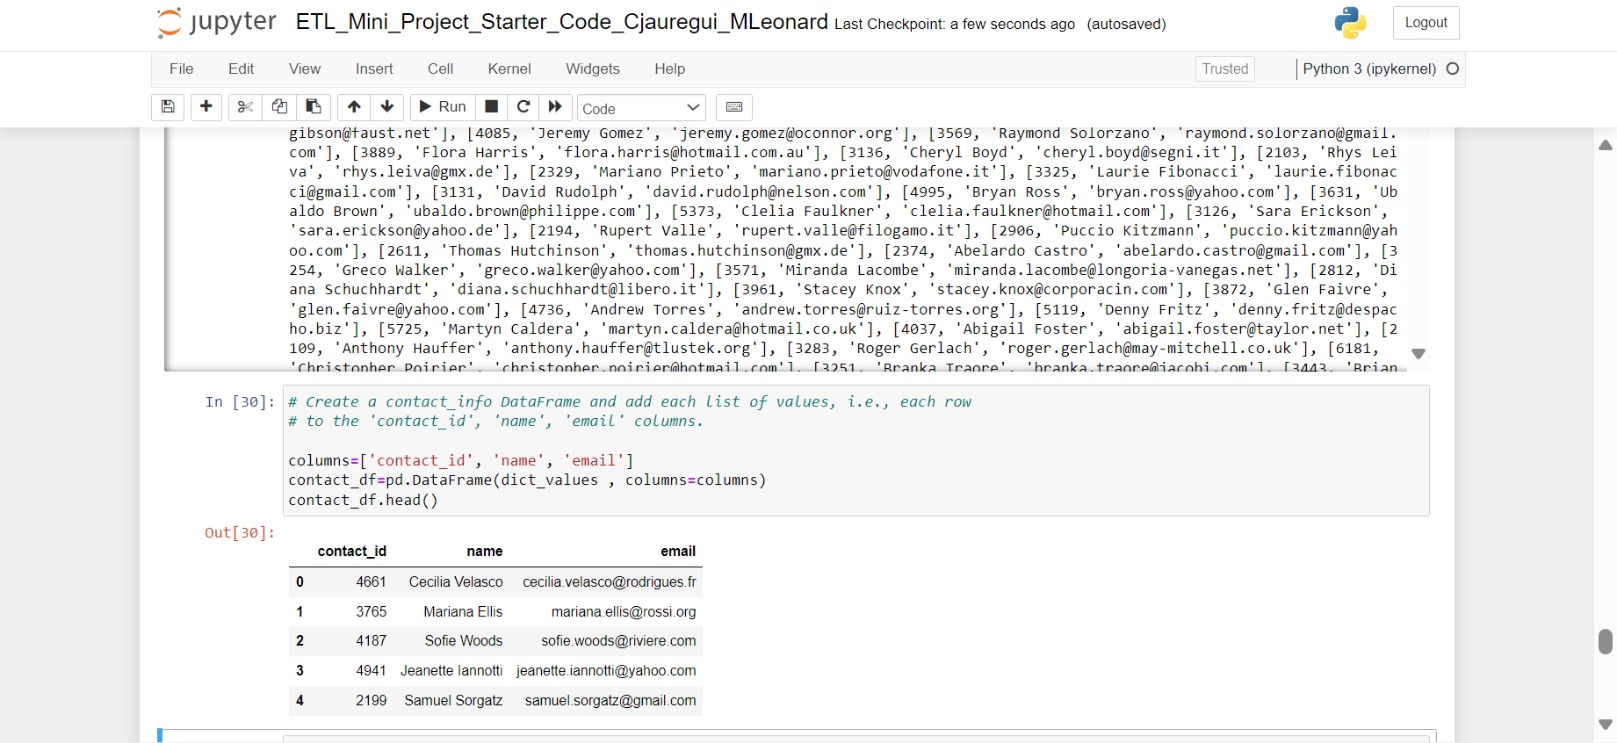 jupyter ETL_Mini_Project_Starter_Code_Cjauregui_MLeonard Last Checkpoint: a few seconds ago (autosaved)
Logout
File Edit View Insert Cell Kernel Widgets Help
Trusted
Python 3 (ipykernel)
Run
Code
gibson@faust.net'], [4085, 'Jeremy Gomez', 'jeremy.gomez@oconnor.org'], [3569, 'Raymond Solorzano', 'raymond.solorzano@gmail.
com'], [3889, 'Flora Harris', 'flora.harris@hotmail.com.au'], [3136, 'Cheryl Boyd', 'cheryl.boyd@segni.it'], [2103, 'Rhys Lei
va', 'rhys.leiva@gmx.de'], [2329, 'Mariano Prieto', 'mariano.prieto@vodafone.it'], [3325, 'Laurie Fibonacci', 'laurie.fibonac
ci@gmail.com'], [3131, 'David Rudolph', 'david.rudolph@nelson.com'], [4995, 'Bryan Ross', 'bryan.ross@yahoo.com'], [3631, 'Ub
aldo Brown', 'ubaldo.brown@philippe.com'], [5373, 'Clelia Faulkner', 'clelia.faulkner@hotmail.com'], [3126, 'Sara Erickson',
'sara.erickson@yahoo.de'], [2194, 'Rupert Valle', 'rupert.valle@filogamo.it'], [2906, 'Puccio Kitzmann', 'puccio.kitzmann@yah
oo.com'], [2611, 'Thomas Hutchinson', 'thomas.hutchinson@gmx.de'], [2374, 'Abelardo Castro', 'abelardo.castro@gmail.com'], [3
254, 'Greco Walker', 'greco.walker@yahoo.com'], [3571, 'Miranda Lacombe', 'miranda.lacombe@longoria-vanegas.net'], [2812, 'Di
ana Schuchhardt', 'diana.schuchhardt@libero.it'], [3961, 'Stacey Knox', 'stacey.knox@corporacin.com'], [3872, 'Glen Faivre',
'glen.faivre@yahoo.com'], [4736, 'Andrew Torres', 'andrew.torres@ruiz-torres.org'], [5119, 'Denny Fritz', 'denny.fritz@despac
ho.biz'], [5725, 'Martyn Caldera', 'martyn.caldera@hotmail.co.uk'], [4037, 'Abigail Foster', 'abigail.foster@taylor.net'], [2
109, 'Anthony Hauffer', 'anthony.hauffer@tlustek.org'], [3283, 'Roger Gerlach', 'roger.gerlach@may-mitchell.co.uk'], [6181,
'Christopher Poirier', 'christopher.poirier@hotmail.com'], [3251, 'Branka Traore', 'branka.traore@jacobi.com'], [3443, 'Brian
In [30]: # Create a contact_info DataFrame and add each list of values, i.e., each row
# to the 'contact_id', 'name', 'email' columns.
columns=['contact_id', 'name', 'email']
contact_df=pd.DataFrame(dict_values , columns=columns)
contact_df.head()
Out[30]:
contact_id name email
0 4661 Cecilia Velasco cecilia.velasco@rodrigues.fr
1 3765 Mariana Ellis mariana.ellis@rossi.org
2 4187 Sofie Woods sofie.woods@riviere.com
3 4941 Jeanette Iannotti jeanette.iannotti@yahoo.com
4 2199 Samuel Sorgatz samuel.sorgatz@gmail.com